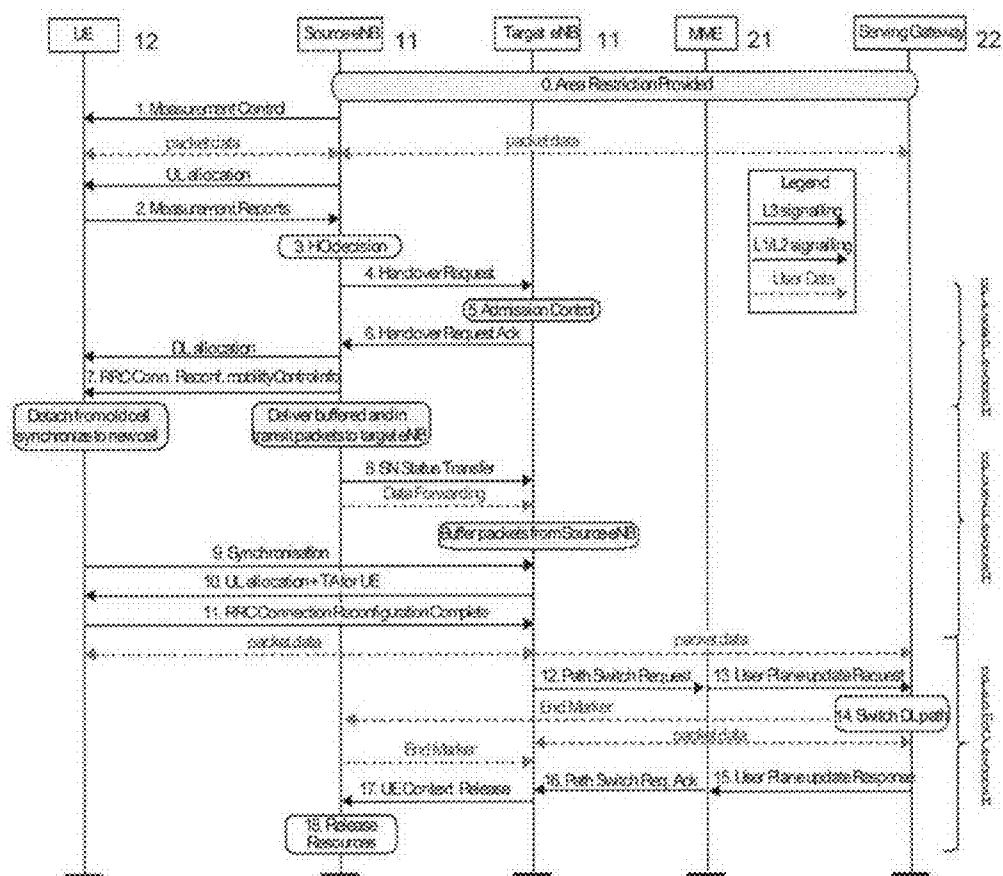 UE 12 Source eNB 11 Target eNB 11 MME 21 Serving Gateway 22
0. Area Restriction Provided
1. Measurement Control
packet data packet data
UL allocation
Legend
2. Measurement Reports
L3 signalling
3. HO decision
L1/L2 signalling
4. Handover Request
User Data
5. Admission Control
6. Handover Request Ack
DL allocation
7. RRC Conn. Reconf. mobilityControlInfo
Detach from old cell
synchronize to new cell
Deliver buffered and in
transit packets to target eNB
8. SN Status Transfer
Data Forwarding
Buffer packets from Source eNB
9. Synchronisation
10. UL allocation + TA for UE
11. RRC Connection Reconfiguration Complete
packet data packet data
12. Path Switch Request 13. User Plane update Request
End Marker
14. Switch DL path
packet data
End Marker
16. Path Switch Req. Ack 15. User Plane update Response
17. UE Context Release
18. Release
Resources